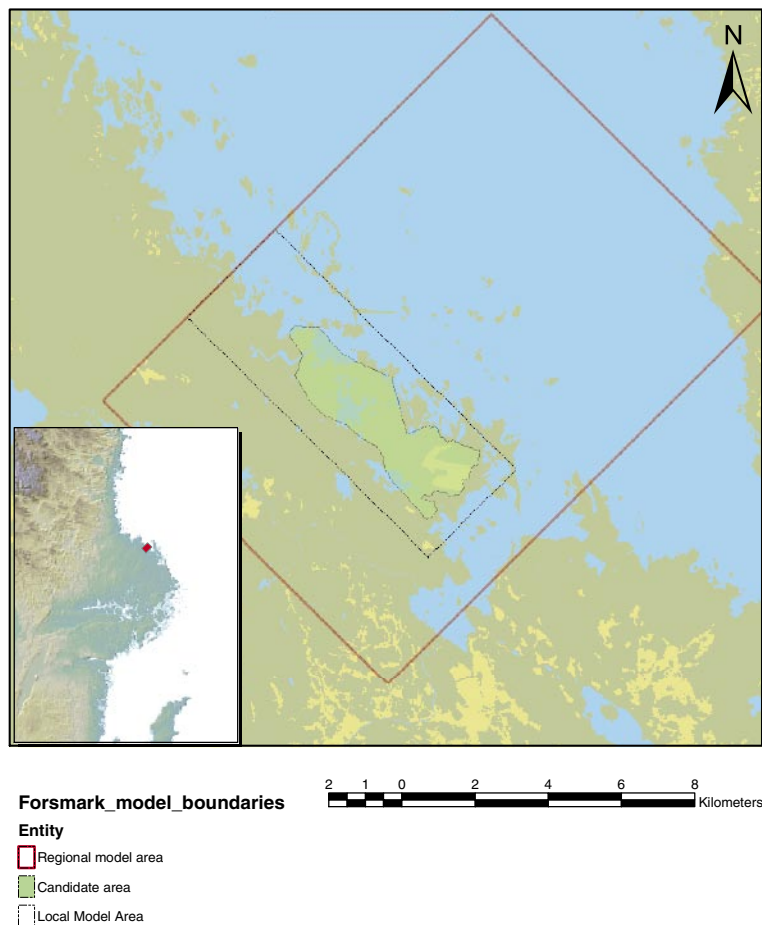 N
Forsmark_model_boundaries
2 1 0 2 4 6 8
Kilometers
Entity
Regional model area
Candidate area
Local Model Area